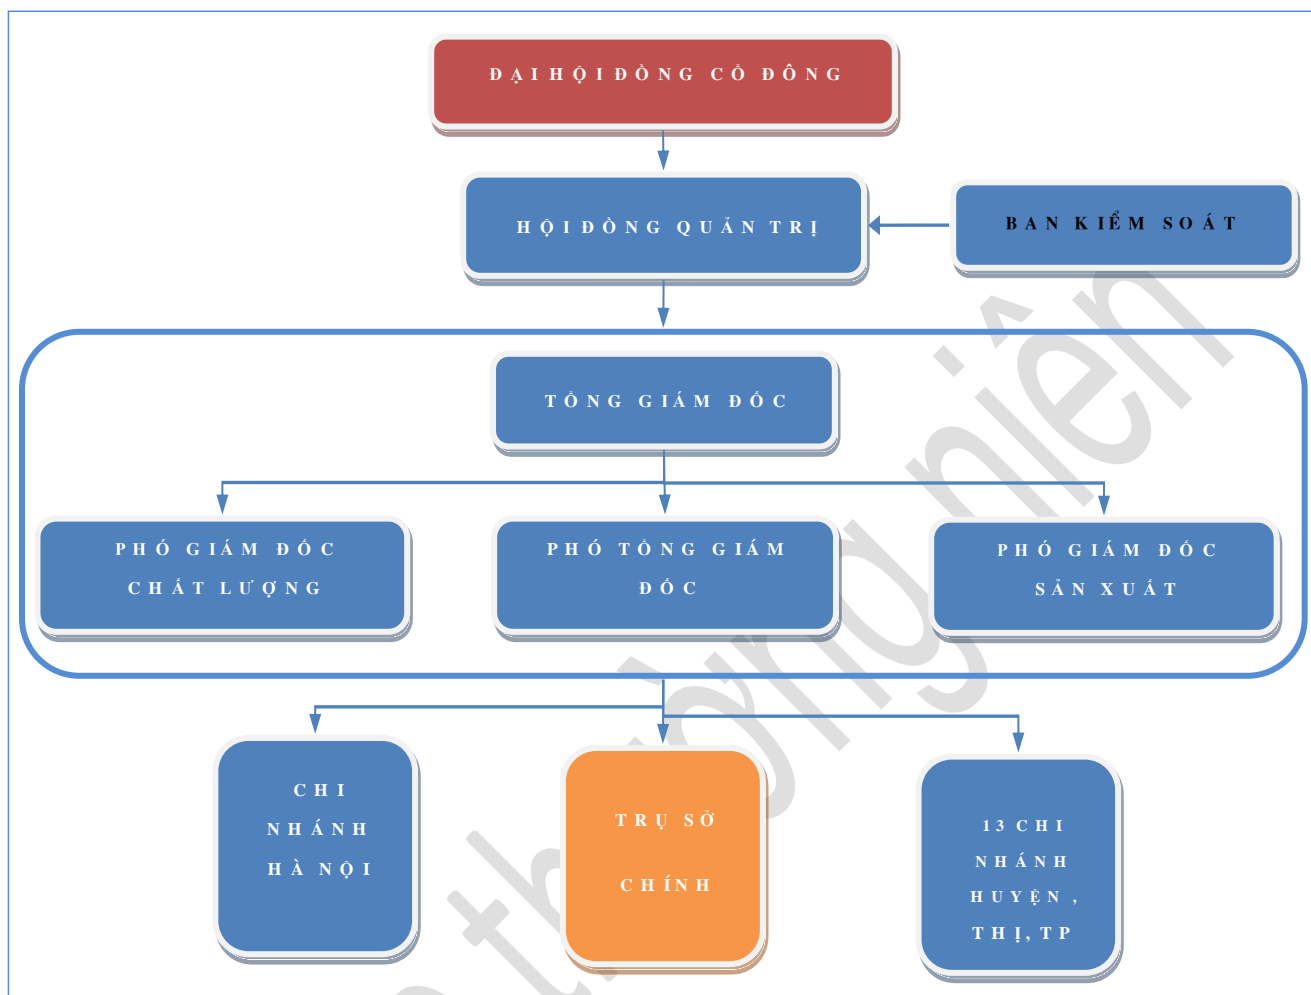 ĐẠI HỘI ĐỒNG CỔ ĐÔNG
HỘI ĐỒNG QUẢN TRỊ
BAN KIỂM SOÁT
TỔNG GIÁM ĐỐC
PHÓ GIÁM ĐỐC
CHẤT LƯỢNG
PHÓ TỔNG GIÁM
ĐỐC
PHÓ GIÁM ĐỐC
SẢN XUẤT
CHI
NHÁNH
HÀ NỘI
TRỤ SỞ
CHÍNH
13 CHI
NHÁNH
HUYỆN ,
THỊ, TP
thường niên